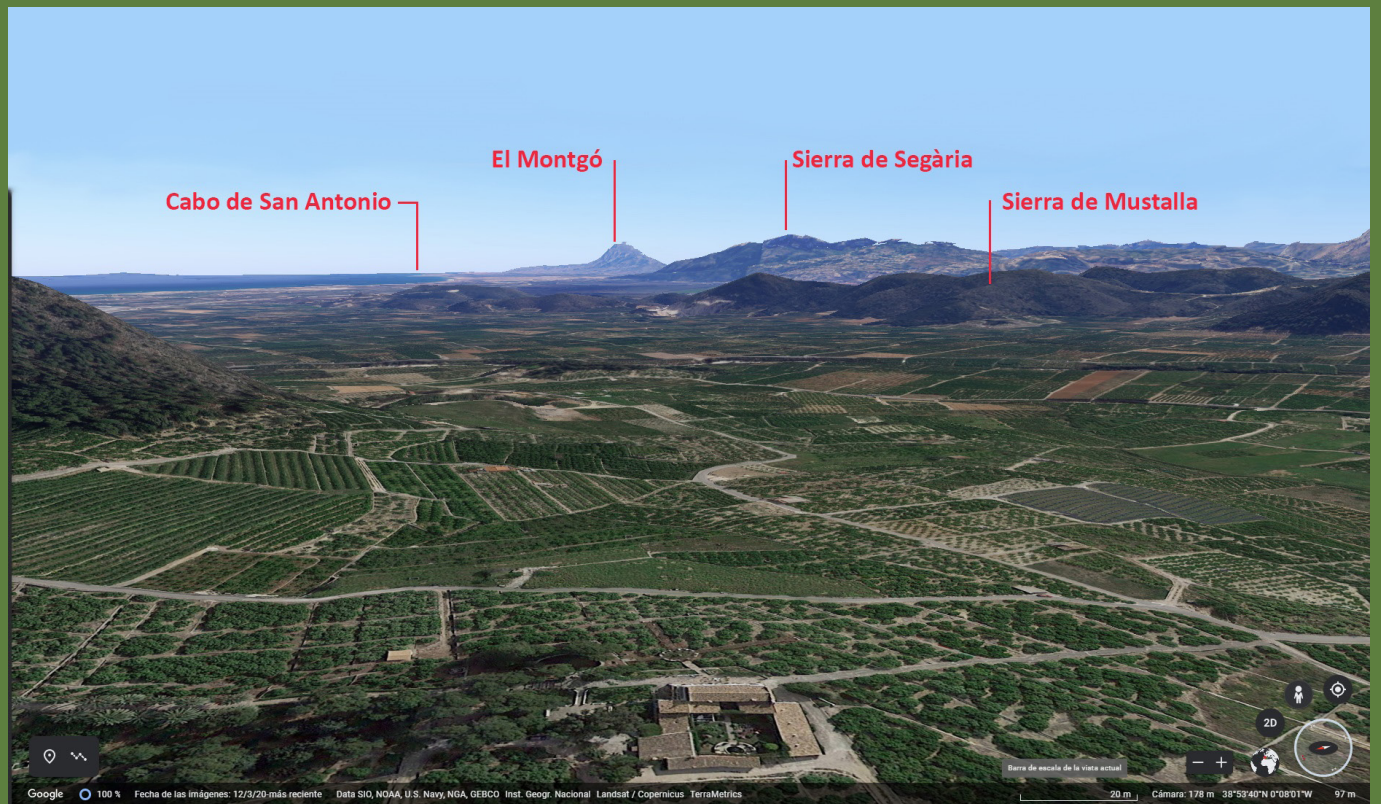 El Montgó
Sierra de Segària
Cabo de San Antonio
Sierra de Mustalla
2D
Barra de escala de la vista actual
Google 100 % Fecha de las imágenes: 12/3/20-más reciente Data SIO, NOAA, U.S. Navy, NGA, GEBCO Inst. Geogr. Nacional Landsat / Copernicus TerraMetrics 20 m Cámara: 178 m 38°53'40"N 0°08'01"W 97 m